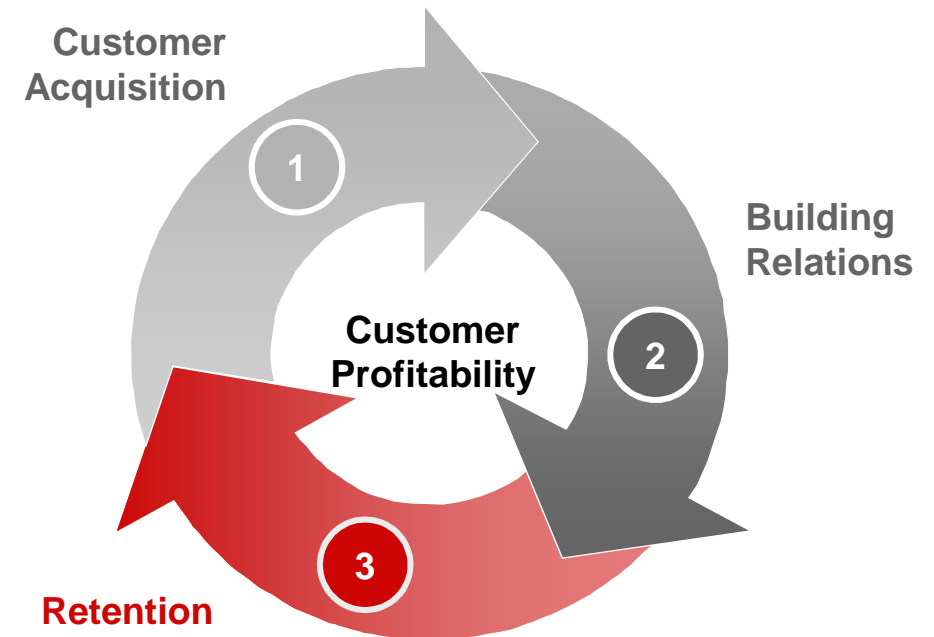 Customer
Acquisition
1
Building
Relations
Customer
Profitability
2
3
Retention